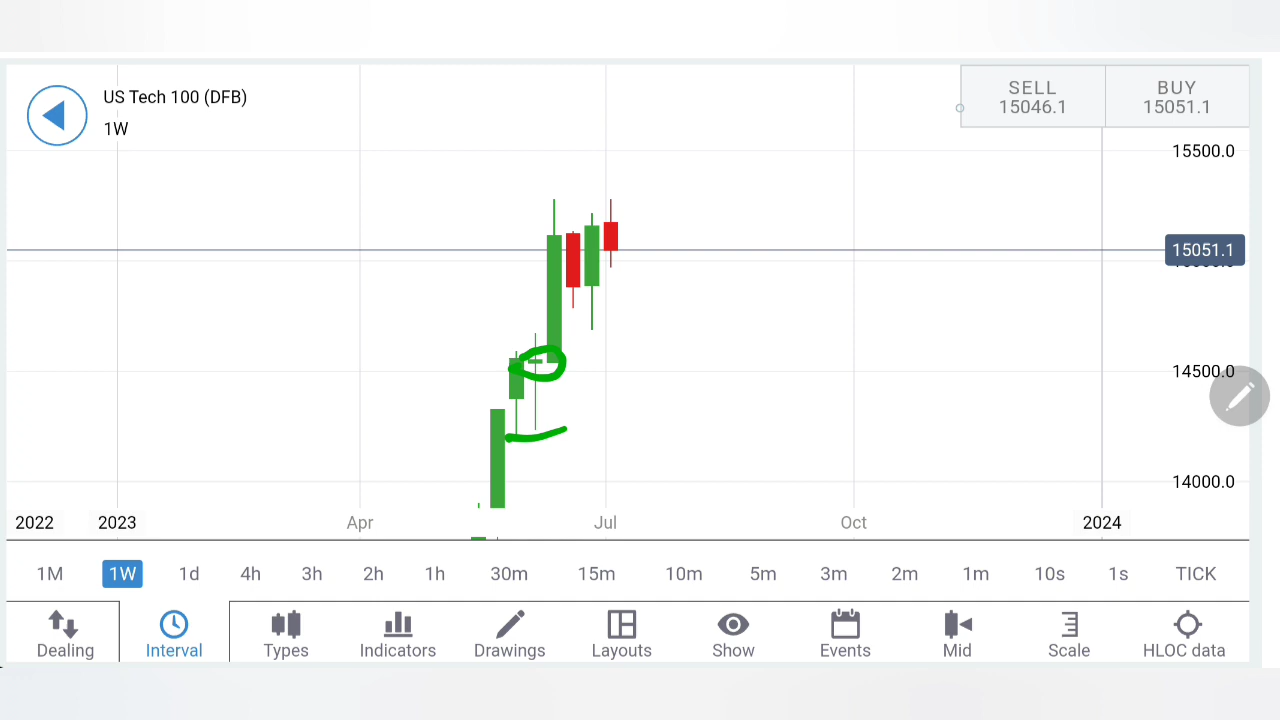 US Tech 100 (DFB)
1W
SELL
15046.1
BUY
15051.1
15500.0
15051.1
14500.0
14000.0
2022 2023 Apr Jul Oct 2024
1M 1W 1d 4h 3h 2h 1h 30m 15m 10m 5m 3m 2m 1m 10s 1s TICK
Dealing Interval Types Indicators Drawings Layouts Show Events Mid Scale HLOC data